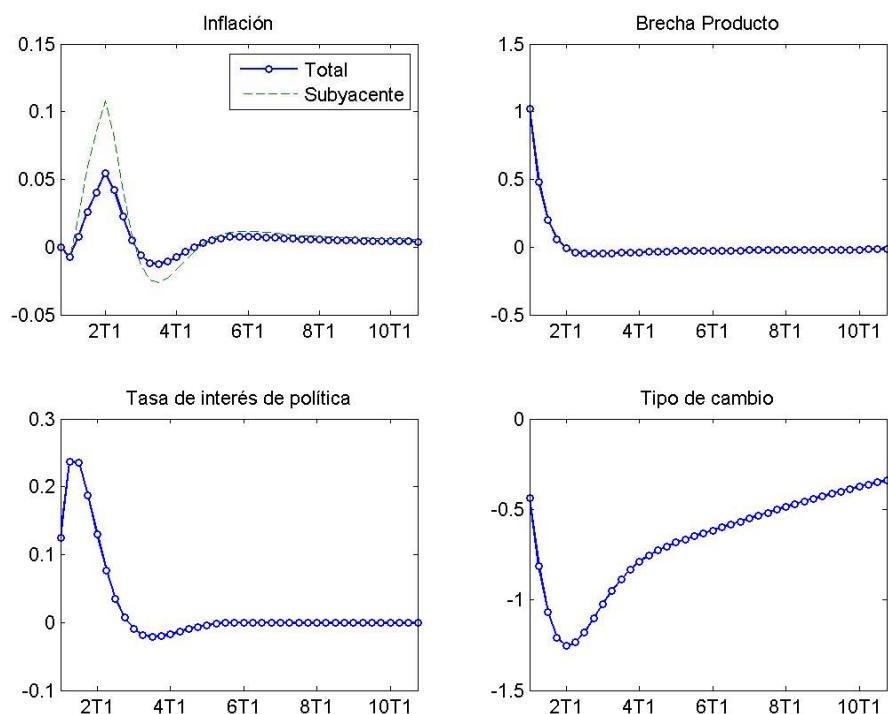 Inflación
0.15
0.1
0.05
0
-0.05
Total
Subyacente
2T1 4T1 6T1 8T1 10T1
Brecha Producto
1.5
1
0.5
0
-0.5
2T1 4T1 6T1 8T1 10T1
Tasa de interés de política
0.3
0.2
0.1
0
-0.1
2T1 4T1 6T1 8T1 10T1
Tipo de cambio
0
-0.5
-1
-1.5
2T1 4T1 6T1 8T1 10T1